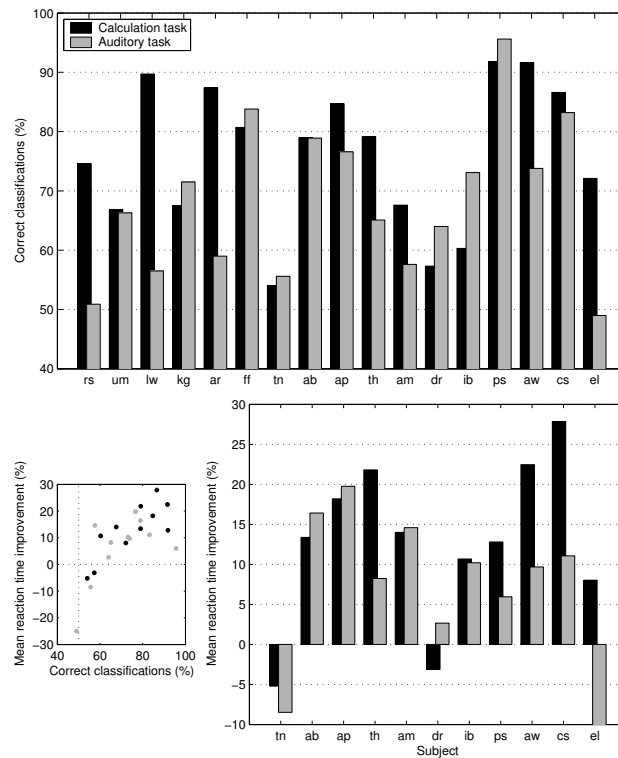 Calculation task
Auditory task
Correct classifications (%)
100
90
80
70
60
50
40
rs um lw kg ar ff tn ab ap th am dr ib ps aw cs el
Mean reaction time improvement (%)
30
20
10
0
−10
−20
−30
40 60 80 100
Correct classifications (%)
Mean reaction time improvement (%)
30
25
20
15
10
5
0
−5
−10
tn ab ap th am dr ib ps aw cs el
Subject